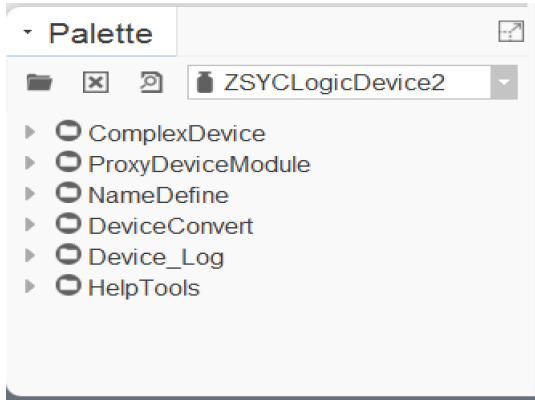 Palette
ZSYCLogicDevice2
ComplexDevice
ProxyDeviceModule
NameDefine
DeviceConvert
Device_Log
HelpTools